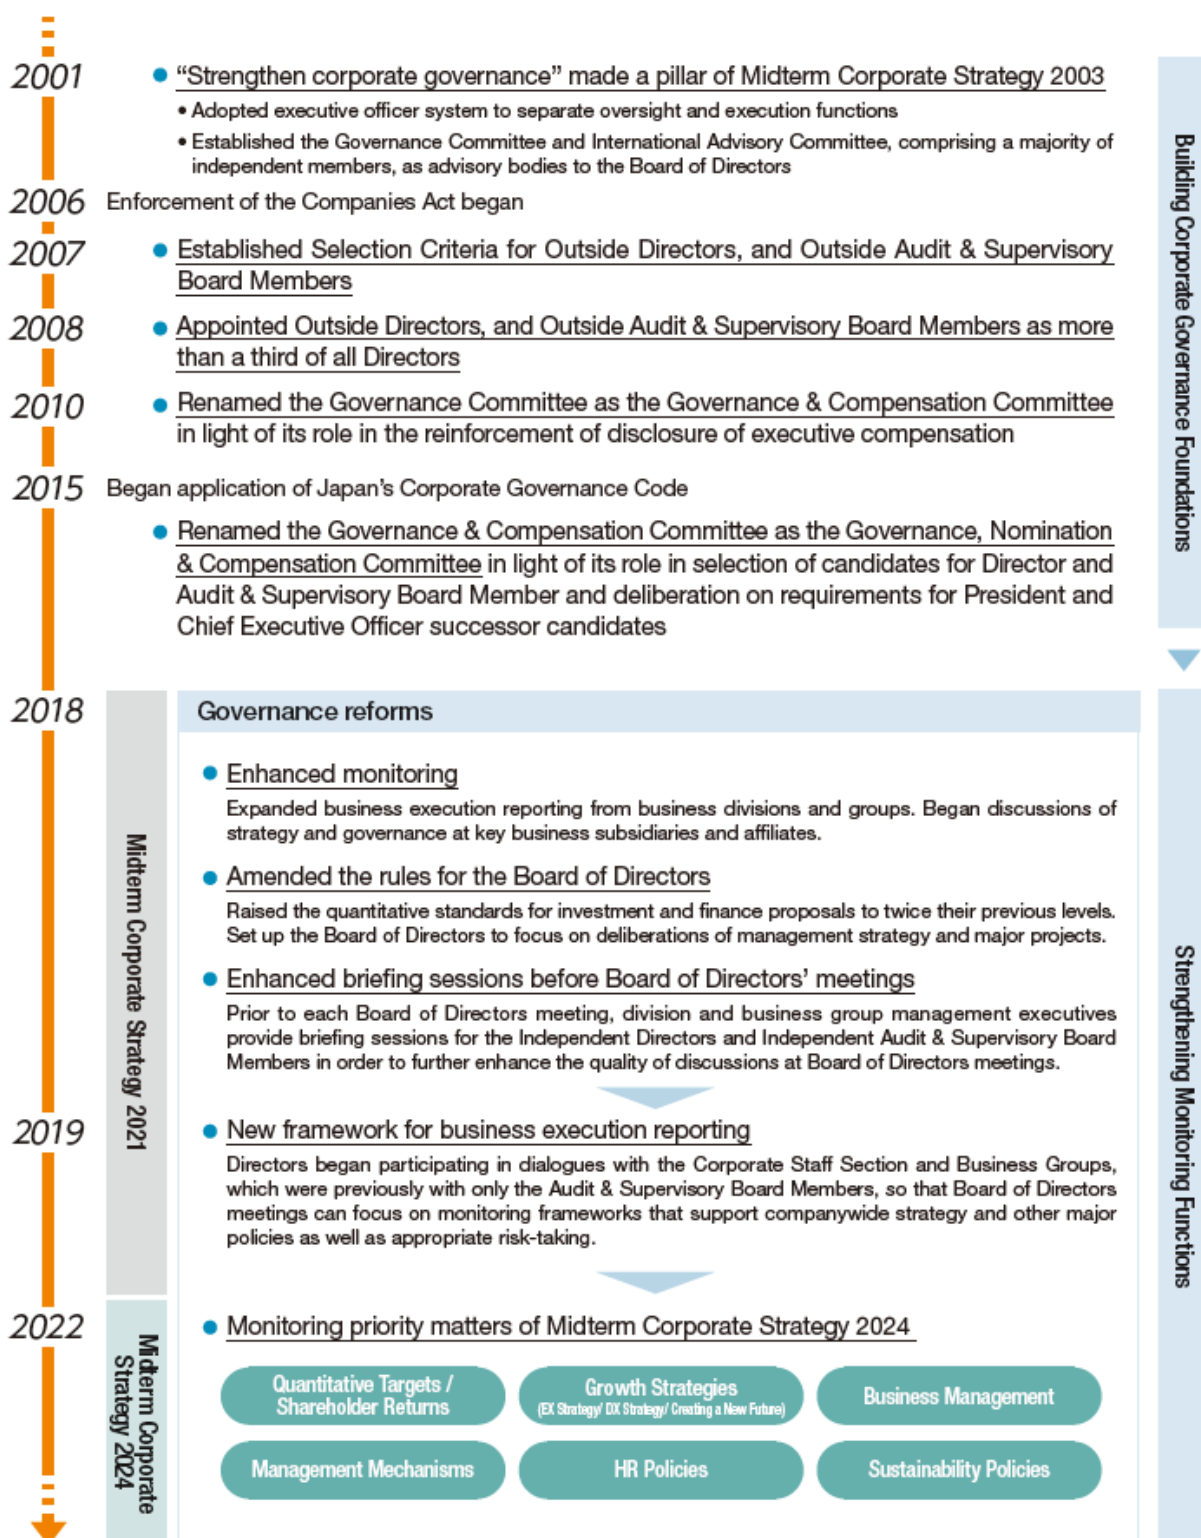 2001
“Strengthen corporate governance” made a pillar of Midterm Corporate Strategy 2003
• Adopted executive officer system to separate oversight and execution functions
• Established the Governance Committee and International Advisory Committee, comprising a majority of
independent members, as advisory bodies to the Board of Directors
2006
Enforcement of the Companies Act began
2007
Established Selection Criteria for Outside Directors, and Outside Audit & Supervisory
Board Members
2008
Appointed Outside Directors, and Outside Audit & Supervisory Board Members as more
than a third of all Directors
2010
Renamed the Governance Committee as the Governance & Compensation Committee
in light of its role in the reinforcement of disclosure of executive compensation
2015
Began application of Japan’s Corporate Governance Code
Renamed the Governance & Compensation Committee as the Governance, Nomination
& Compensation Committee in light of its role in selection of candidates for Director and
Audit & Supervisory Board Member and deliberation on requirements for President and
Chief Executive Officer successor candidates
Building Corporate Governance Foundations
2018
Midterm Corporate Strategy 2021
Governance reforms
Enhanced monitoring
Expanded business execution reporting from business divisions and groups. Began discussions of
strategy and governance at key business subsidiaries and affiliates.
Amended the rules for the Board of Directors
Raised the quantitative standards for investment and finance proposals to twice their previous levels.
Set up the Board of Directors to focus on deliberations of management strategy and major projects.
Enhanced briefing sessions before Board of Directors’ meetings
Prior to each Board of Directors meeting, division and business group management executives
provide briefing sessions for the Independent Directors and Independent Audit & Supervisory Board
Members in order to further enhance the quality of discussions at Board of Directors meetings.
2019
New framework for business execution reporting
Directors began participating in dialogues with the Corporate Staff Section and Business Groups,
which were previously with only the Audit & Supervisory Board Members, so that Board of Directors
meetings can focus on monitoring frameworks that support companywide strategy and other major
policies as well as appropriate risk-taking.
2022
Midterm Corporate
Strategy 2024
Monitoring priority matters of Midterm Corporate Strategy 2024
Quantitative Targets /
Shareholder Returns
Growth Strategies
(EX Strategy/ DX Strategy/ Creating a New Future)
Business Management
Management Mechanisms
HR Policies
Sustainability Policies
Strengthening Monitoring Functions